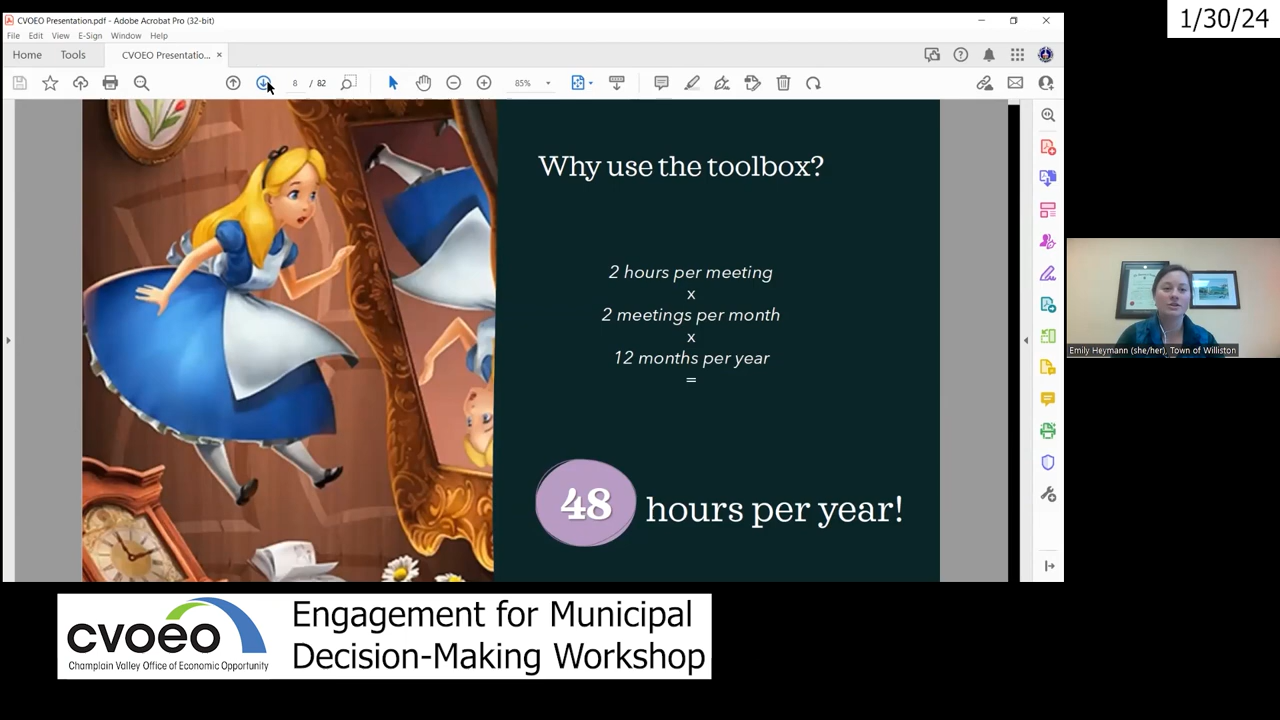 1/30/24
CVOEO Presentation.pdf - Adobe Acrobat Pro (32-bit)
File Edit View E-Sign Window Help
Home Tools CVOEO Presentatio... ×
8 / 82 85%
Why use the toolbox?
2 hours per meeting
x
2 meetings per month
x
12 months per year
=
48 hours per year!
Emily Heymann (she/her), Town of Williston
cvoeo
Champlain Valley Office of Economic Opportunity
Engagement for Municipal
Decision-Making Workshop